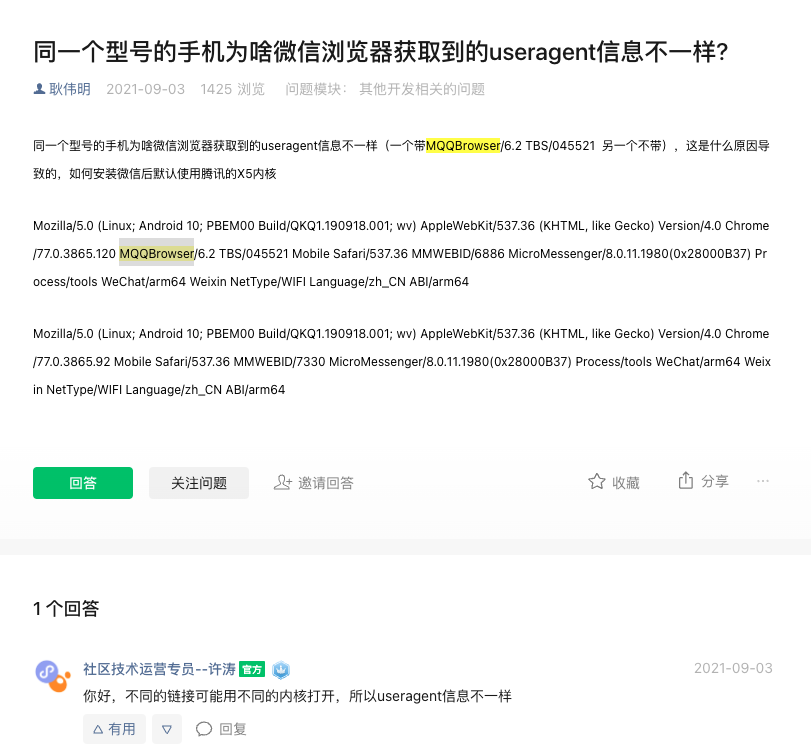 同一个型号的手机为啥微信浏览器获取到的useragent信息不一样?
耿伟明 2021-09-03 1425 浏览 问题模块： 其他开发相关的问题
同一个型号的手机为啥微信浏览器获取到的useragent信息不一样（一个带MQQBrowser/6.2 TBS/045521 另一个不带），这是什么原因导
致的，如何安装微信后默认使用腾讯的X5内核
Mozilla/5.0 (Linux; Android 10; PBEM00 Build/QKQ1.190918.001; wv) AppleWebKit/537.36 (KHTML, like Gecko) Version/4.0 Chrome
/77.0.3865.120 MQQBrowser/6.2 TBS/045521 Mobile Safari/537.36 MMWEBID/6886 MicroMessenger/8.0.11.1980(0x28000B37) Pr
ocess/tools WeChat/arm64 Weixin NetType/WIFI Language/zh_CN ABI/arm64
Mozilla/5.0 (Linux; Android 10; PBEM00 Build/QKQ1.190918.001; wv) AppleWebKit/537.36 (KHTML, like Gecko) Version/4.0 Chrome
/77.0.3865.92 Mobile Safari/537.36 MMWEBID/7330 MicroMessenger/8.0.11.1980(0x28000B37) Process/tools WeChat/arm64 Weix
in NetType/WIFI Language/zh_CN ABI/arm64
回答 关注问题 邀请回答 收藏 分享 ···
1 个回答
社区技术运营专员--许涛 官方 2021-09-03
你好，不同的链接可能用不同的内核打开，所以useragent信息不一样
有用 回复